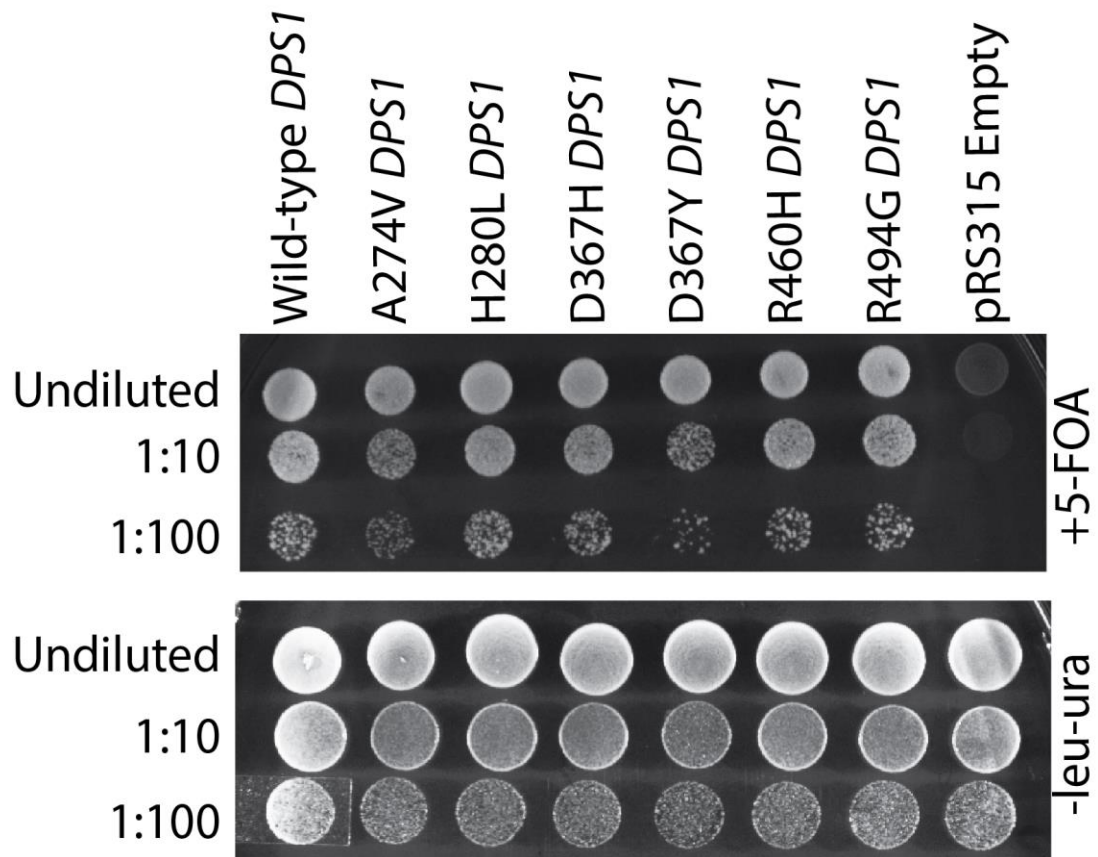 Wild-type DPS1
A274V DPS1
H280L DPS1
D367H DPS1
D367Y DPS1
R460H DPS1
R494G DPS1
pRS315 Empty
Undiluted
1:10
1:100
+5-FOA
Undiluted
1:10
1:100
-leu-ura